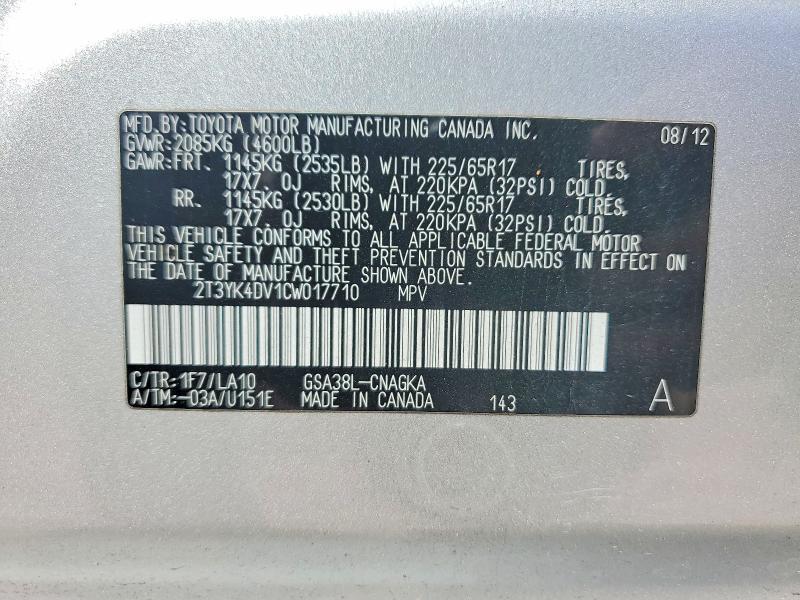 MFD.BY:TOYOTA MOTOR MANUFACTURING CANADA INC. 08/12
GVWR:2085KG (4600LB)
GAWR:FRT. 1145KG (2535LB) WITH 225/65R17 TIRES,
17X7.0J RIMS, AT 220KPA (32PSI) COLD.
RR. 1145KG (2530LB) WITH 225/65R17 TIRES,
17X7.0J RIMS, AT 220KPA (32PSI) COLD.
THIS VEHICLE CONFORMS TO ALL APPLICABLE FEDERAL MOTOR
VEHICLE SAFETY AND THEFT PREVENTION STANDARDS IN EFFECT ON
THE DATE OF MANUFACTURE SHOWN ABOVE.
2T3YK4DV1CW017710 MPV
C/TR:1F7/LA10 GSA38L-CNAGKA
A/TM:-03A/U151E MADE IN CANADA 143 A